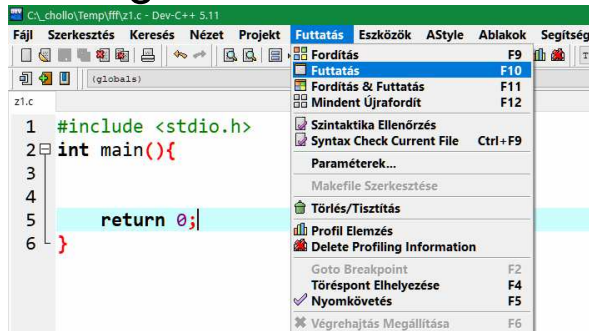 C:\_chollo\Temp\fff\z1.c - Dev-C++ 5.11
Fájl Szerkesztés Keresés Nézet Projekt Futtatás Eszközök AStyle Ablakok Segítség
Fordítás F9
Futtatás F10
(globals)
Fordítás & Futtatás F11
Mindent Újrafordít F12
z1.c
Szintaktika Ellenőrzés
Syntax Check Current File Ctrl+F9
Paraméterek...
Makefile Szerkesztése
Törlés/Tisztítás
Profil Elemzés
Delete Profiling Information
Goto Breakpoint F2
Töréspont Elhelyezése F4
Nyomkövetés F5
Végrehajtás Megállítása F6
1 #include <stdio.h>
2 int main(){
3
4
5 return 0;
6 }